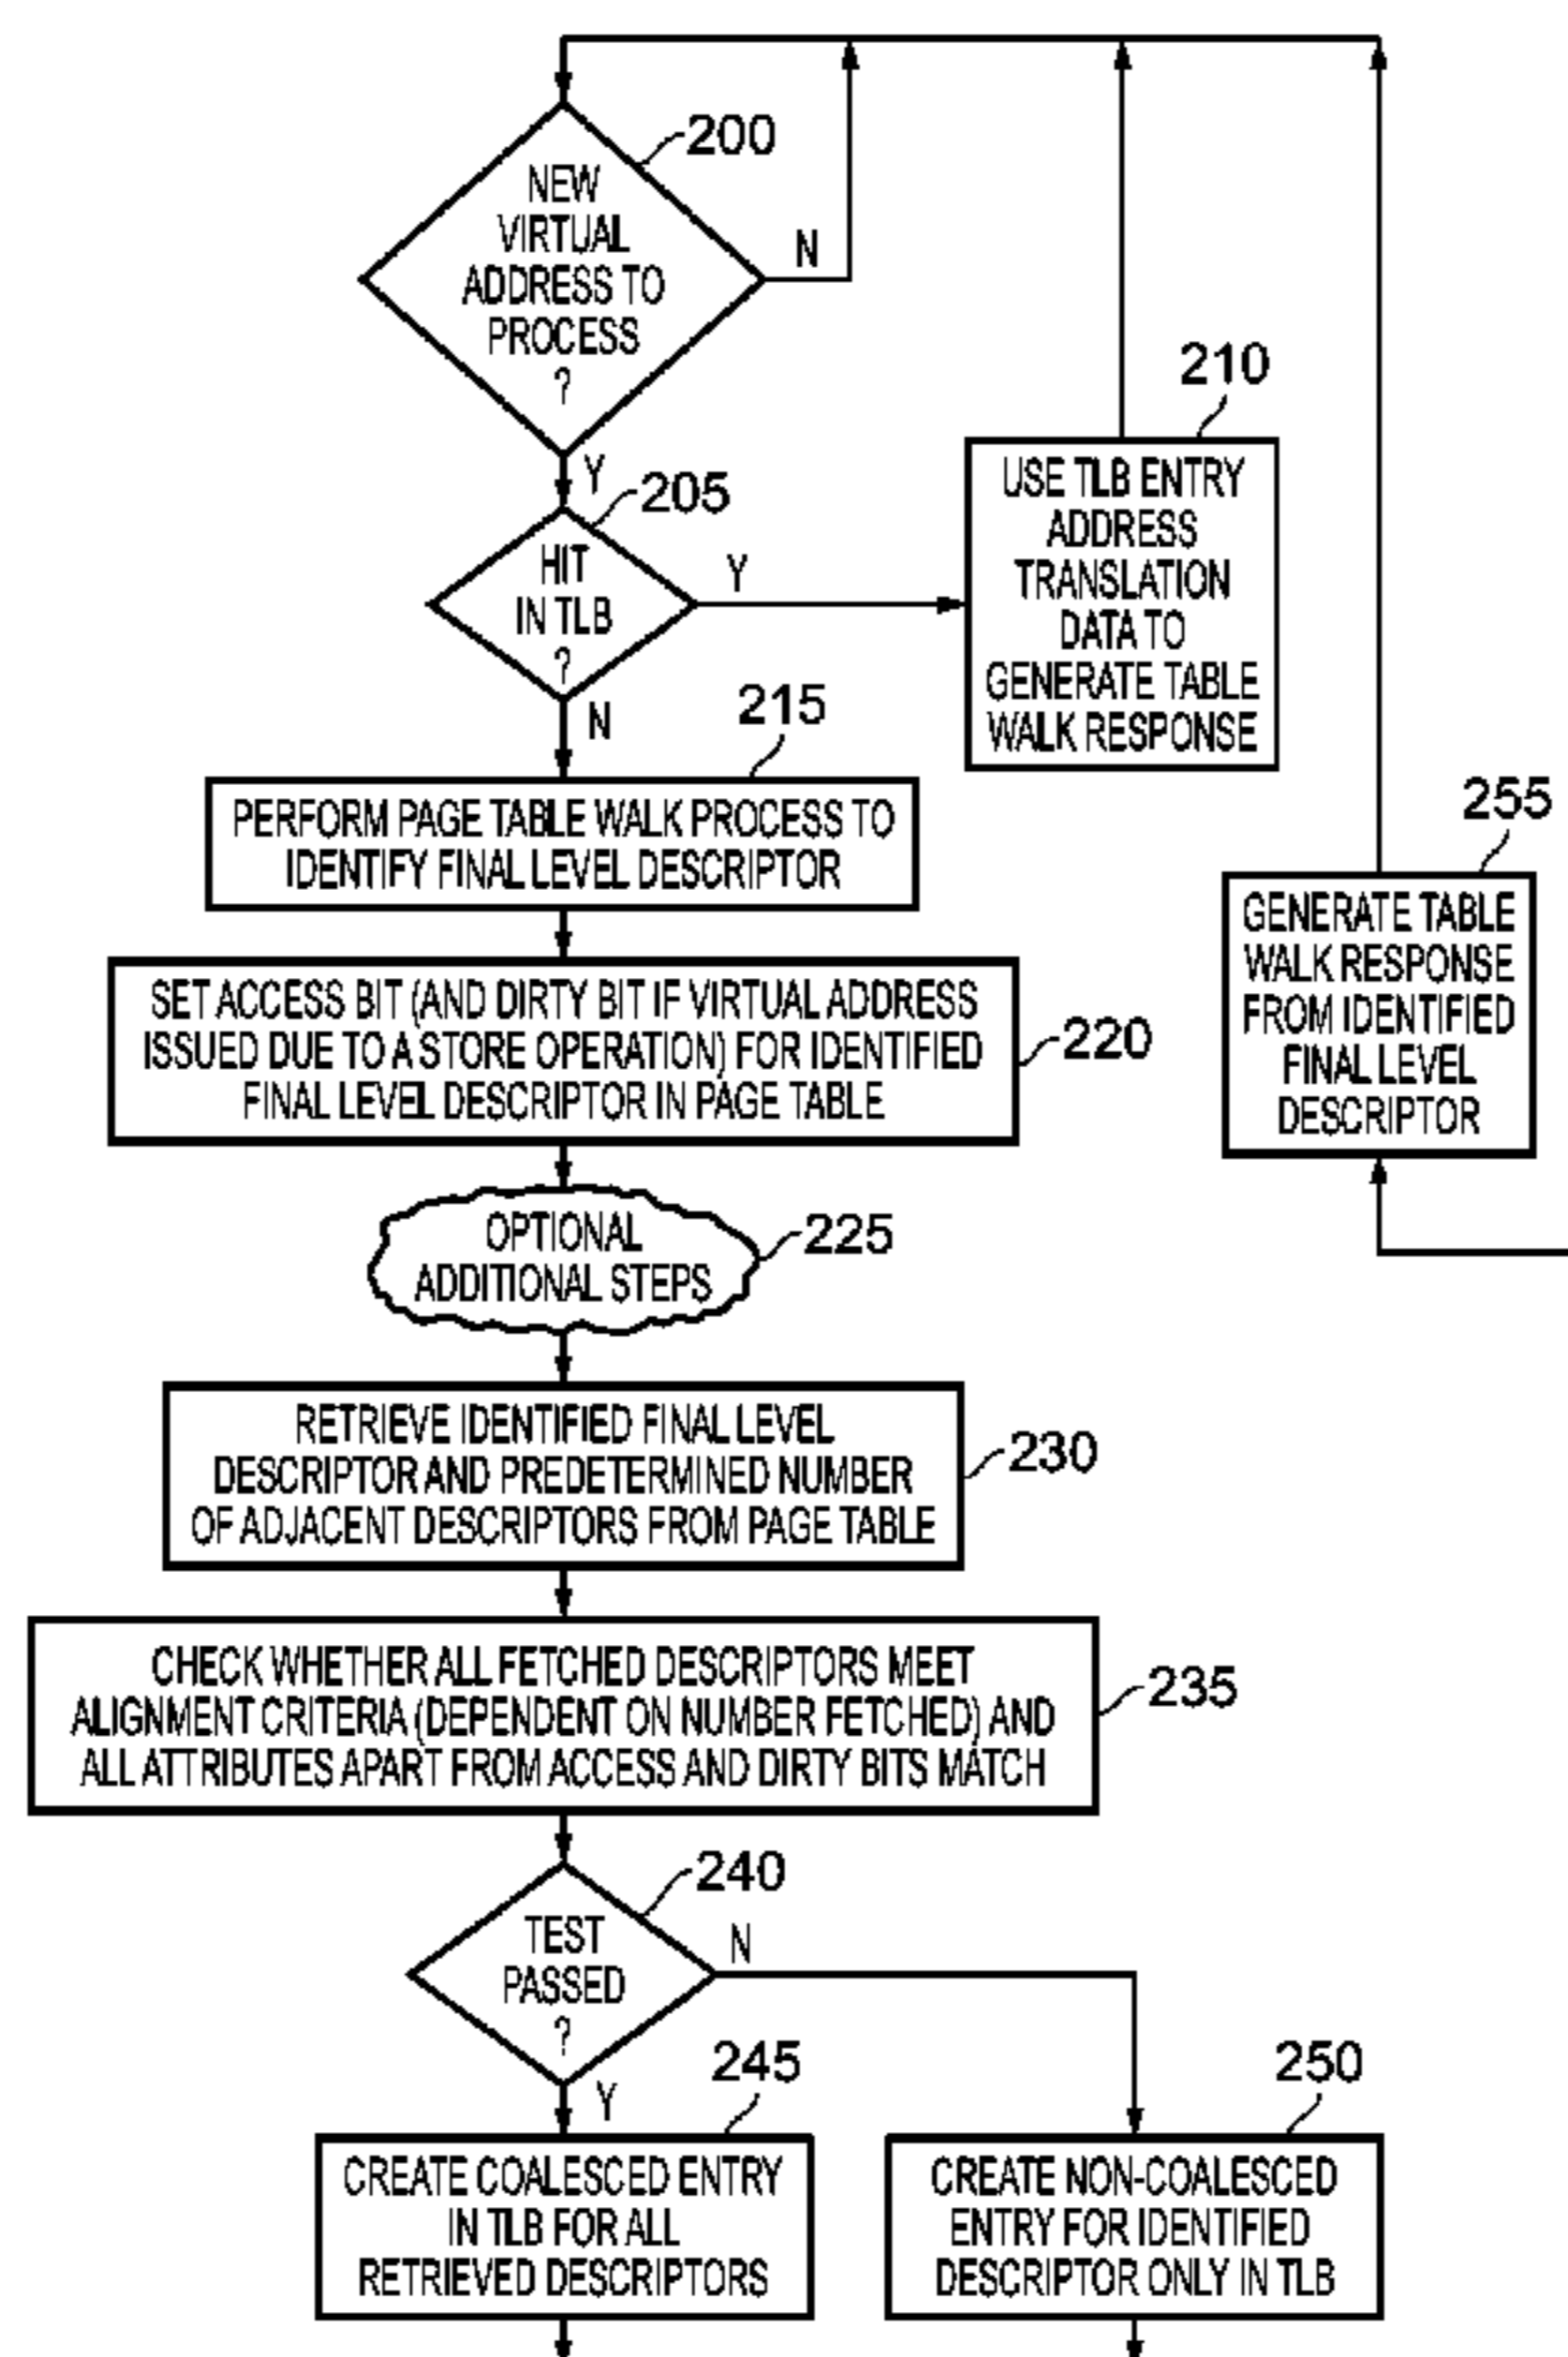 200
NEW
VIRTUAL
ADDRESS TO
PROCESS
?
N
Y
205
HIT
IN TLB
?
Y
N
210
USE TLB ENTRY
ADDRESS
TRANSLATION
DATA TO
GENERATE TABLE
WALK RESPONSE
215
PERFORM PAGE TABLE WALK PROCESS TO
IDENTIFY FINAL LEVEL DESCRIPTOR
255
GENERATE TABLE
WALK RESPONSE
FROM IDENTIFIED
FINAL LEVEL
DESCRIPTOR
SET ACCESS BIT (AND DIRTY BIT IF VIRTUAL ADDRESS
ISSUED DUE TO A STORE OPERATION) FOR IDENTIFIED
FINAL LEVEL DESCRIPTOR IN PAGE TABLE
220
OPTIONAL
ADDITIONAL STEPS
225
RETRIEVE IDENTIFIED FINAL LEVEL
DESCRIPTOR AND PREDETERMINED NUMBER
OF ADJACENT DESCRIPTORS FROM PAGE TABLE
230
CHECK WHETHER ALL FETCHED DESCRIPTORS MEET
ALIGNMENT CRITERIA (DEPENDENT ON NUMBER FETCHED) AND
ALL ATTRIBUTES APART FROM ACCESS AND DIRTY BITS MATCH
235
240
TEST
PASSED
?
N
Y
245
CREATE COALESCED ENTRY
IN TLB FOR ALL
RETRIEVED DESCRIPTORS
250
CREATE NON-COALESCED
ENTRY FOR IDENTIFIED
DESCRIPTOR ONLY IN TLB